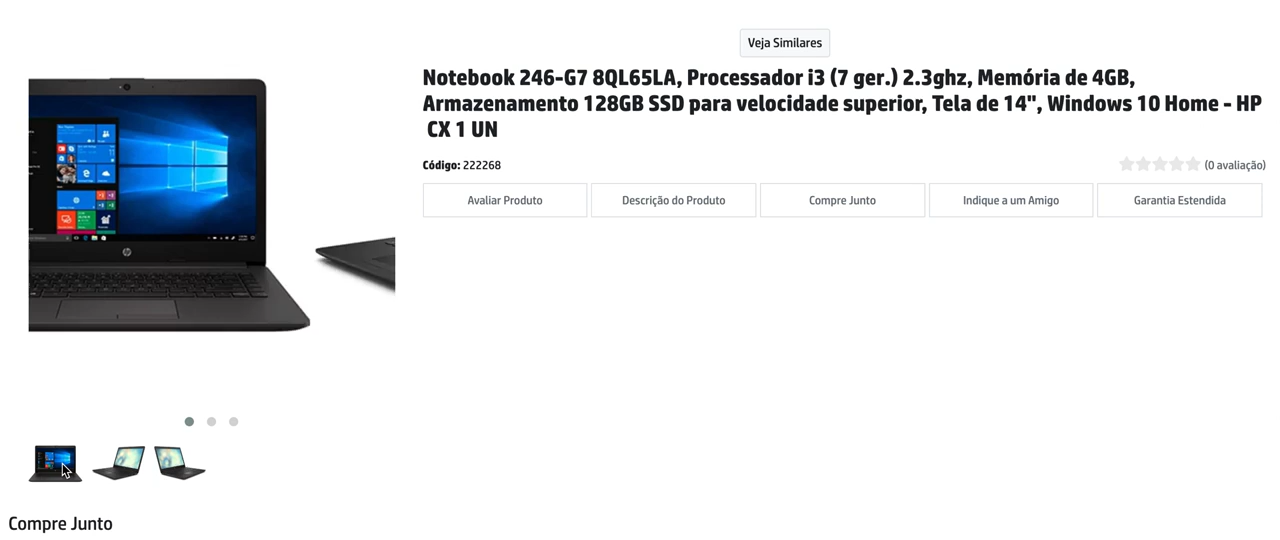 Veja Similares
Notebook 246-G7 8QL65LA, Processador i3 (7 ger.) 2.3ghz, Memória de 4GB,
Armazenamento 128GB SSD para velocidade superior, Tela de 14", Windows 10 Home - HP
CX 1 UN
Código: 222268
(0 avaliação)
Avaliar Produto
Descrição do Produto
Compre Junto
Indique a um Amigo
Garantia Estendida
hp
Compre Junto